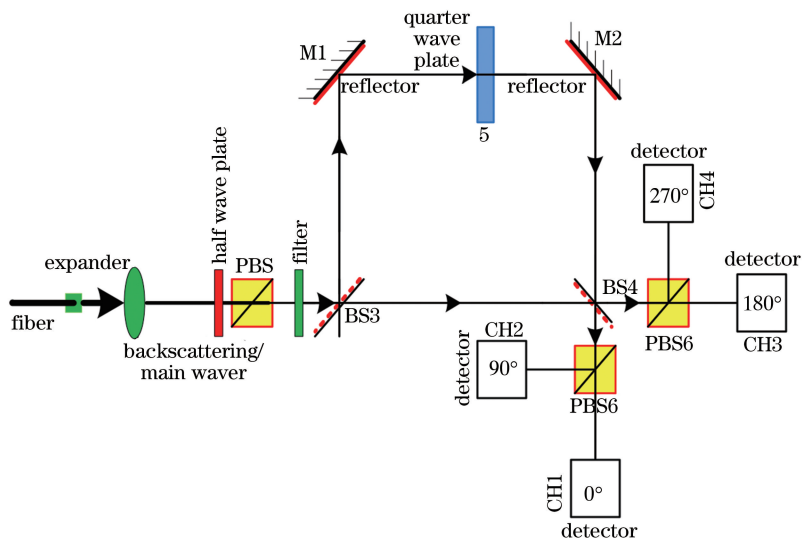 quarter
wave
plate
M1
M2
reflector
reflector
5
detector
270°
CH4
half wave plate
PBS
filter
expander
fiber
backscattering/
main waver
BS3
BS4
detector
180°
CH3
PBS6
CH2
90°
detector
PBS6
CH1
0°
detector